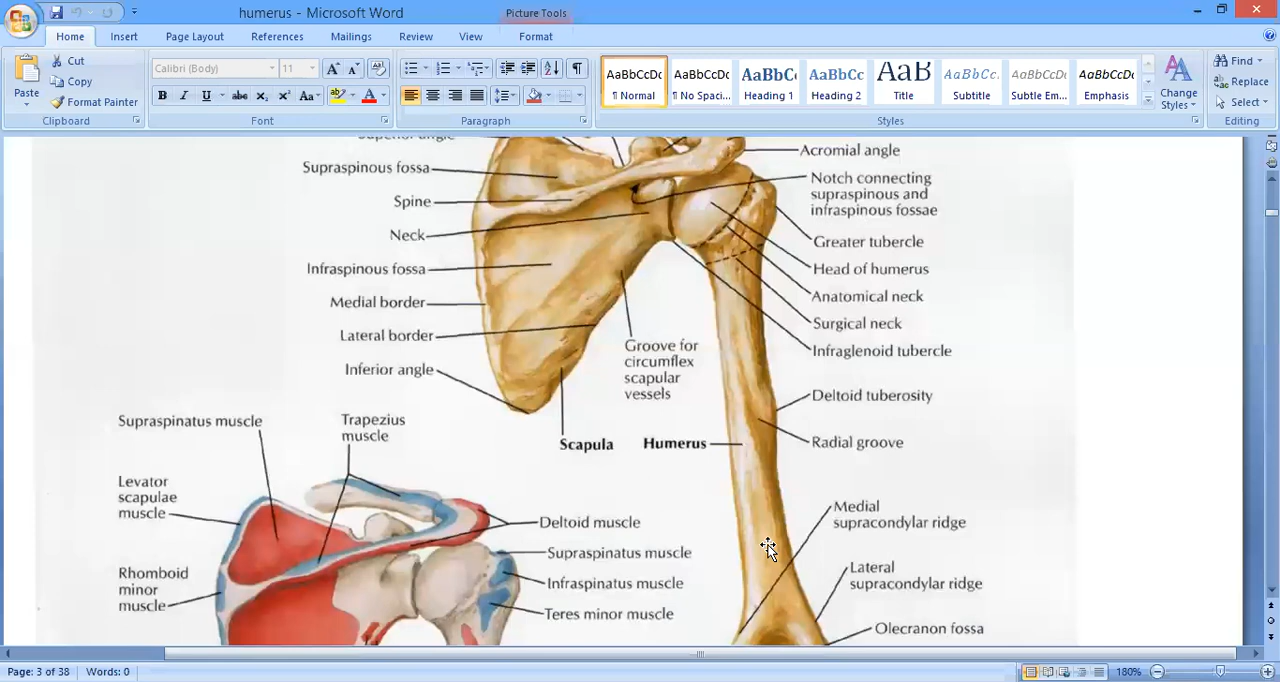 humerus - Microsoft Word
Picture Tools
Home
Insert
Page Layout
References
Mailings
Review
View
Format
Paste
Cut
Copy
Format Painter
Clipboard
Calibri (Body)
11
Font
Paragraph
AaBbCcDc
¶ Normal
AaBbCcDc
¶ No Spaci...
AaBbC
Heading 1
AaBbCc
Heading 2
AaB
Title
AaBbCc.
Subtitle
AaBbCcDc
Subtle Em...
AaBbCcDc
Emphasis
Change
Styles
Styles
Find
Replace
Select
Editing
Superior angle
Supraspinous fossa
Spine
Neck
Infraspinous fossa
Medial border
Lateral border
Inferior angle
Groove for
circumflex
scapular
vessels
Scapula
Humerus
Acromial angle
Notch connecting
supraspinous and
infraspinous fossae
Greater tubercle
Head of humerus
Anatomical neck
Surgical neck
Infraglenoid tubercle
Deltoid tuberosity
Radial groove
Medial
supracondylar ridge
Lateral
supracondylar ridge
Olecranon fossa
Supraspinatus muscle
Trapezius
muscle
Levator
scapulae
muscle
Rhomboid
minor
muscle
Deltoid muscle
Supraspinatus muscle
Infraspinatus muscle
Teres minor muscle
Page: 3 of 38
Words: 0
180%